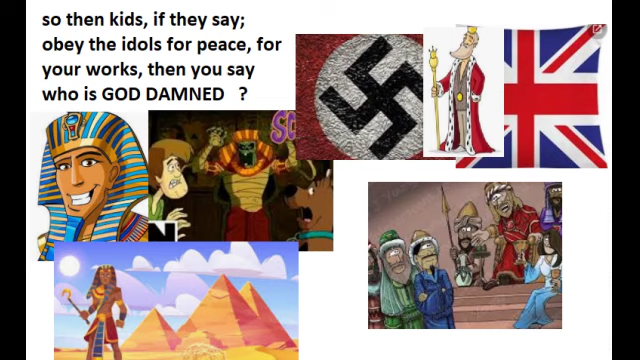 so then kids, if they say;
obey the idols for peace, for
your works, then you say
who is GOD DAMNED ?